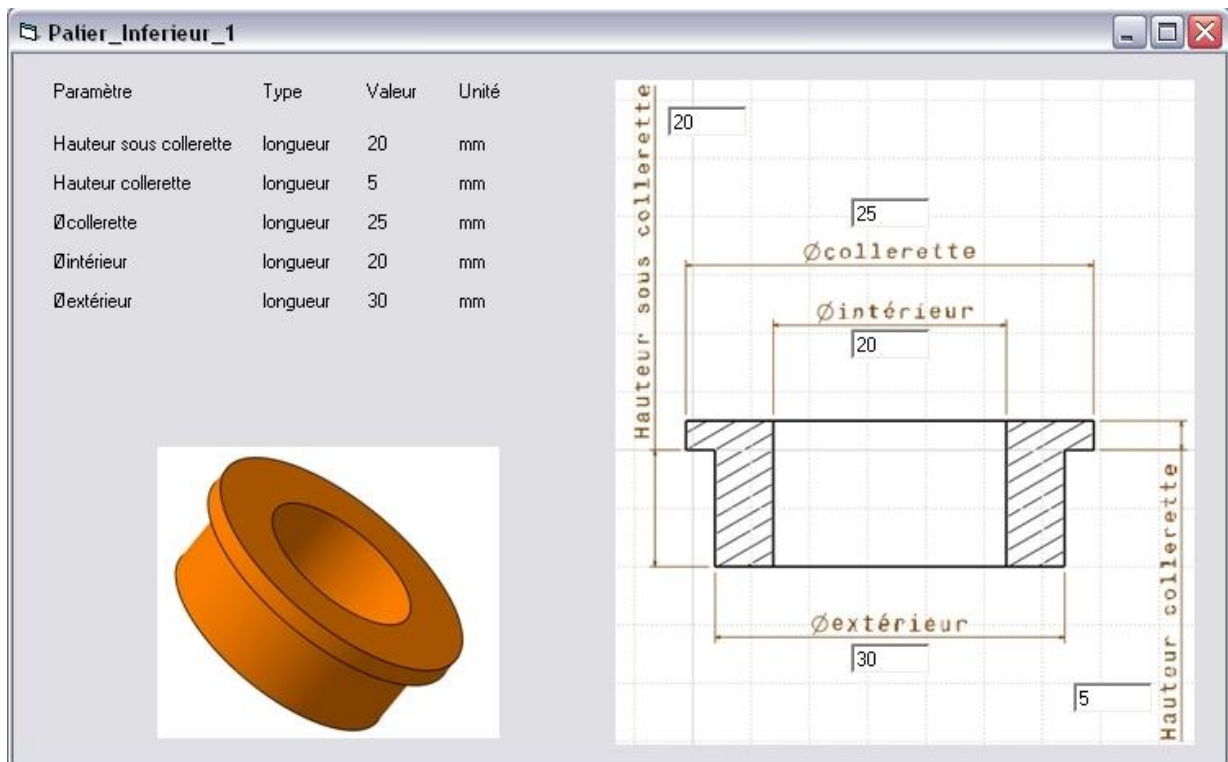 Patier_Inferieur_1
Paramètre Type Valeur Unité
Hauteur sous collerette longueur 20 mm
Hauteur collerette longueur 5 mm
Øcollerette longueur 25 mm
Øintérieur longueur 20 mm
Øextérieur longueur 30 mm
Hauteur sous collerette
20
25
Øcollerette
Øintérieur
20
Øextérieur
30
5
Hauteur collerette